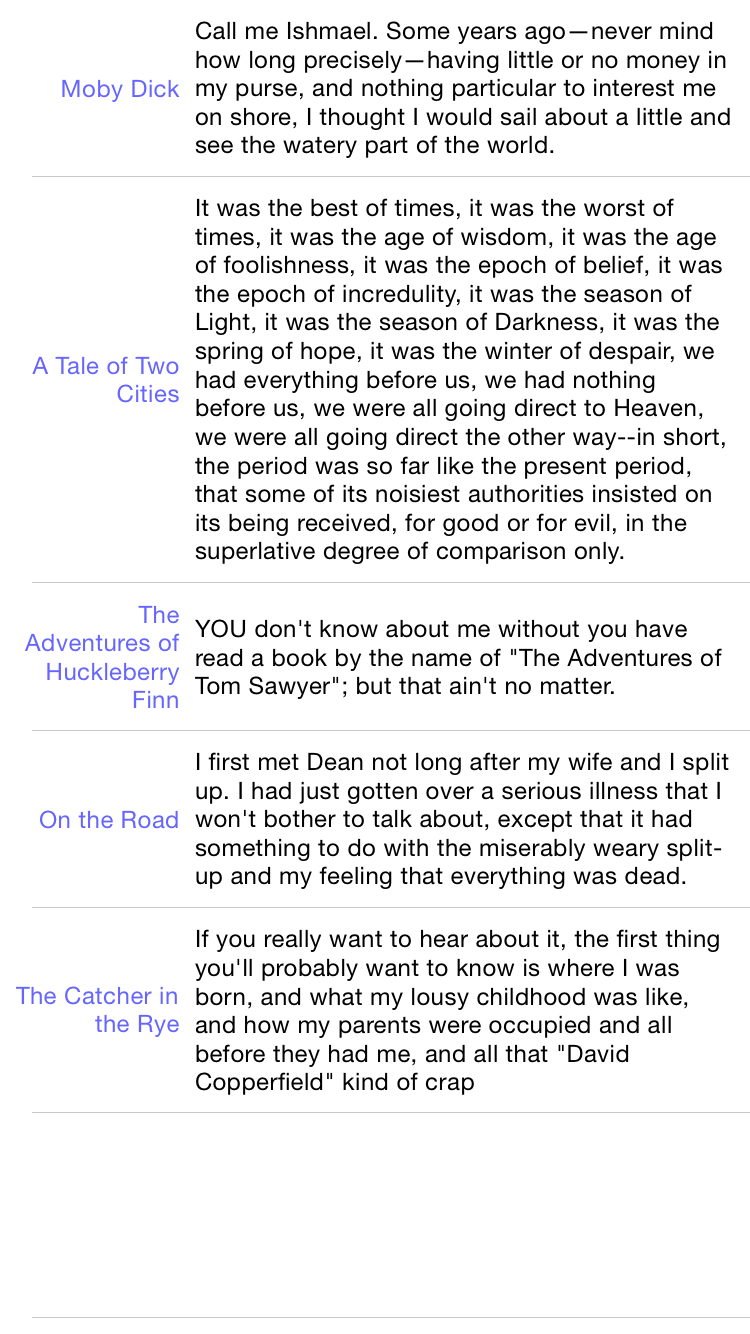 Moby Dick
Call me Ishmael. Some years ago—never mind
how long precisely—having little or no money in
my purse, and nothing particular to interest me
on shore, I thought I would sail about a little and
see the watery part of the world.
A Tale of Two
Cities
It was the best of times, it was the worst of
times, it was the age of wisdom, it was the age
of foolishness, it was the epoch of belief, it was
the epoch of incredulity, it was the season of
Light, it was the season of Darkness, it was the
spring of hope, it was the winter of despair, we
had everything before us, we had nothing
before us, we were all going direct to Heaven,
we were all going direct the other way--in short,
the period was so far like the present period,
that some of its noisiest authorities insisted on
its being received, for good or for evil, in the
superlative degree of comparison only.
The
Adventures of
Huckleberry
Finn
YOU don't know about me without you have
read a book by the name of "The Adventures of
Tom Sawyer"; but that ain't no matter.
On the Road
I first met Dean not long after my wife and I split
up. I had just gotten over a serious illness that I
won't bother to talk about, except that it had
something to do with the miserably weary split-
up and my feeling that everything was dead.
The Catcher in
the Rye
If you really want to hear about it, the first thing
you'll probably want to know is where I was
born, and what my lousy childhood was like,
and how my parents were occupied and all
before they had me, and all that "David
Copperfield" kind of crap